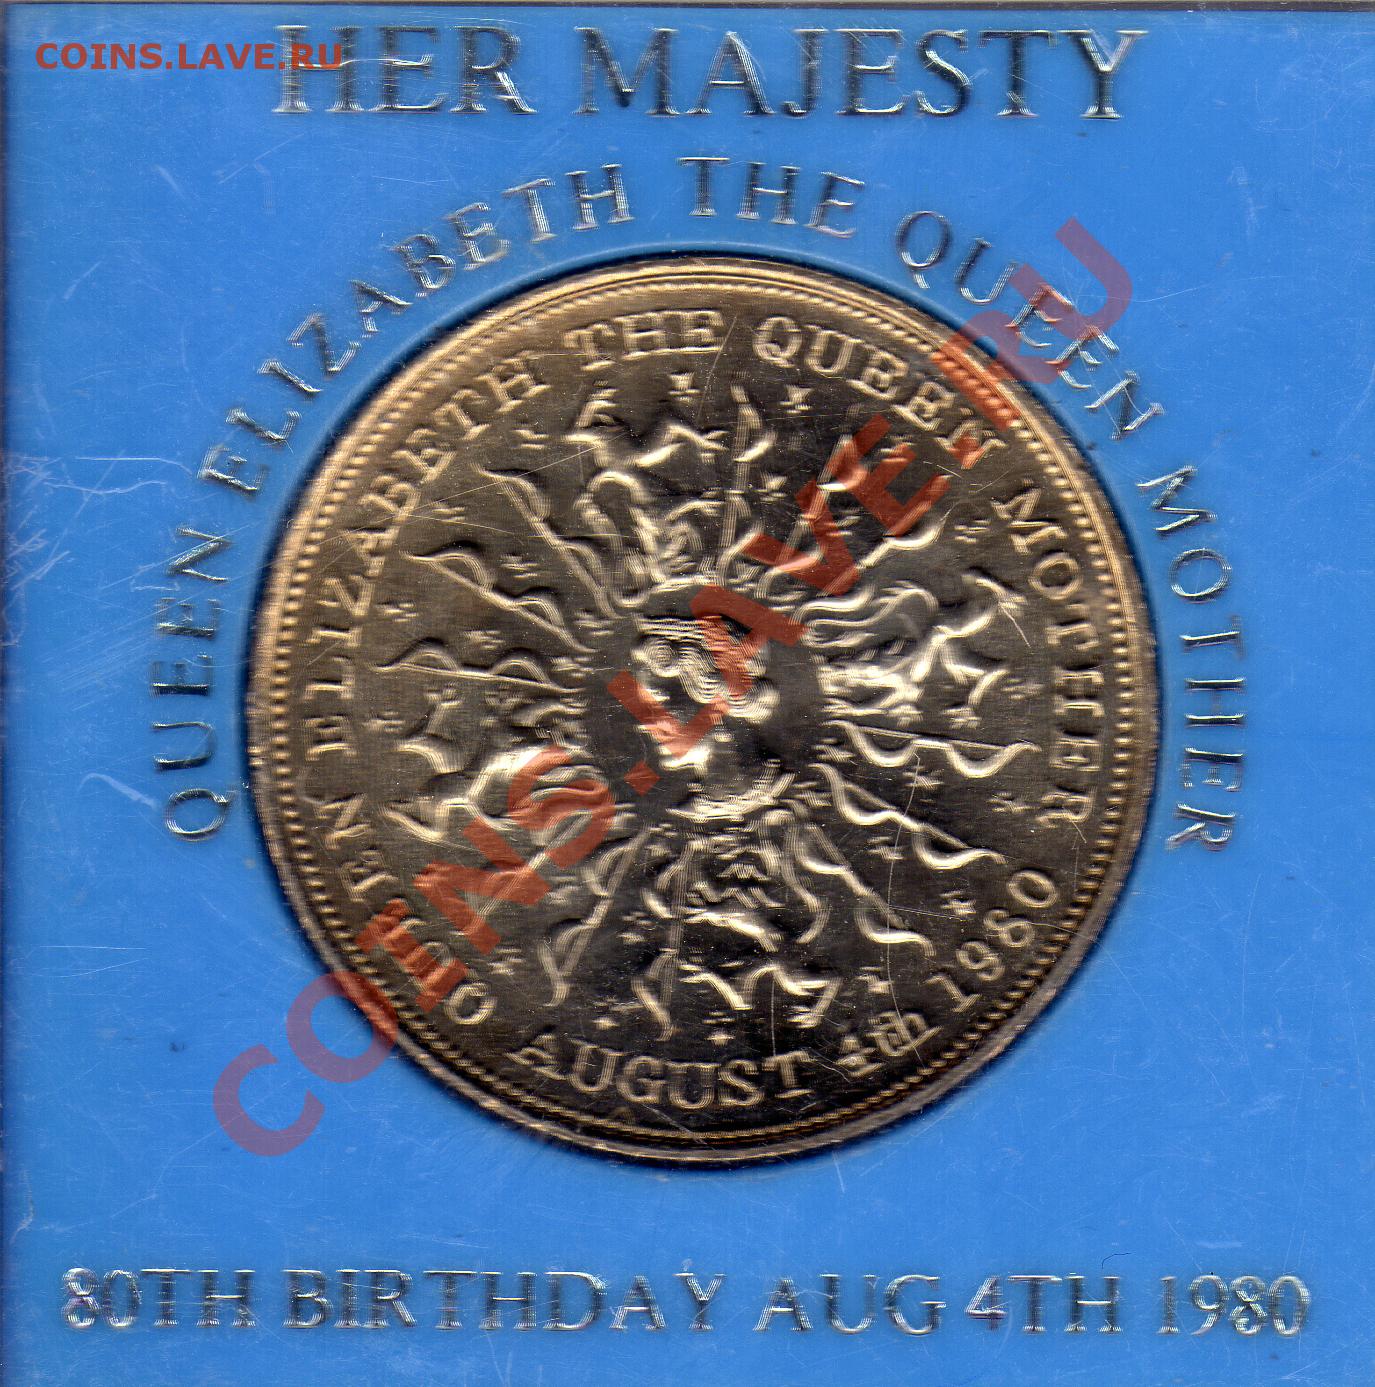 COINS.LAVE.RU
HER MAJESTY
QUEEN ELIZABETH THE QUEEN MOTHER
QUEEN ELIZABETH THE QUEEN MOTHER
AUGUST 4th 1980
COINS.LAVE.RU
80TH BIRTHDAY AUG 4TH 1980